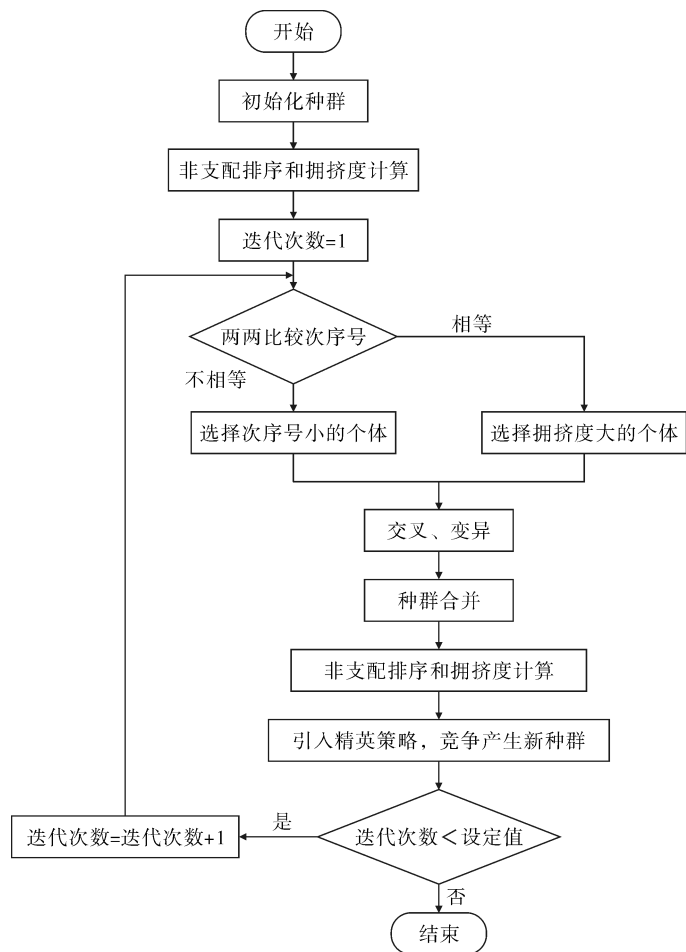 开始
初始化种群
非支配排序和拥挤度计算
迭代次数=1
两两比较次序号
相等
不相等
选择次序号小的个体
选择拥挤度大的个体
交叉、变异
种群合并
非支配排序和拥挤度计算
引入精英策略，竞争产生新种群
迭代次数＜设定值
是
迭代次数=迭代次数+1
否
结束